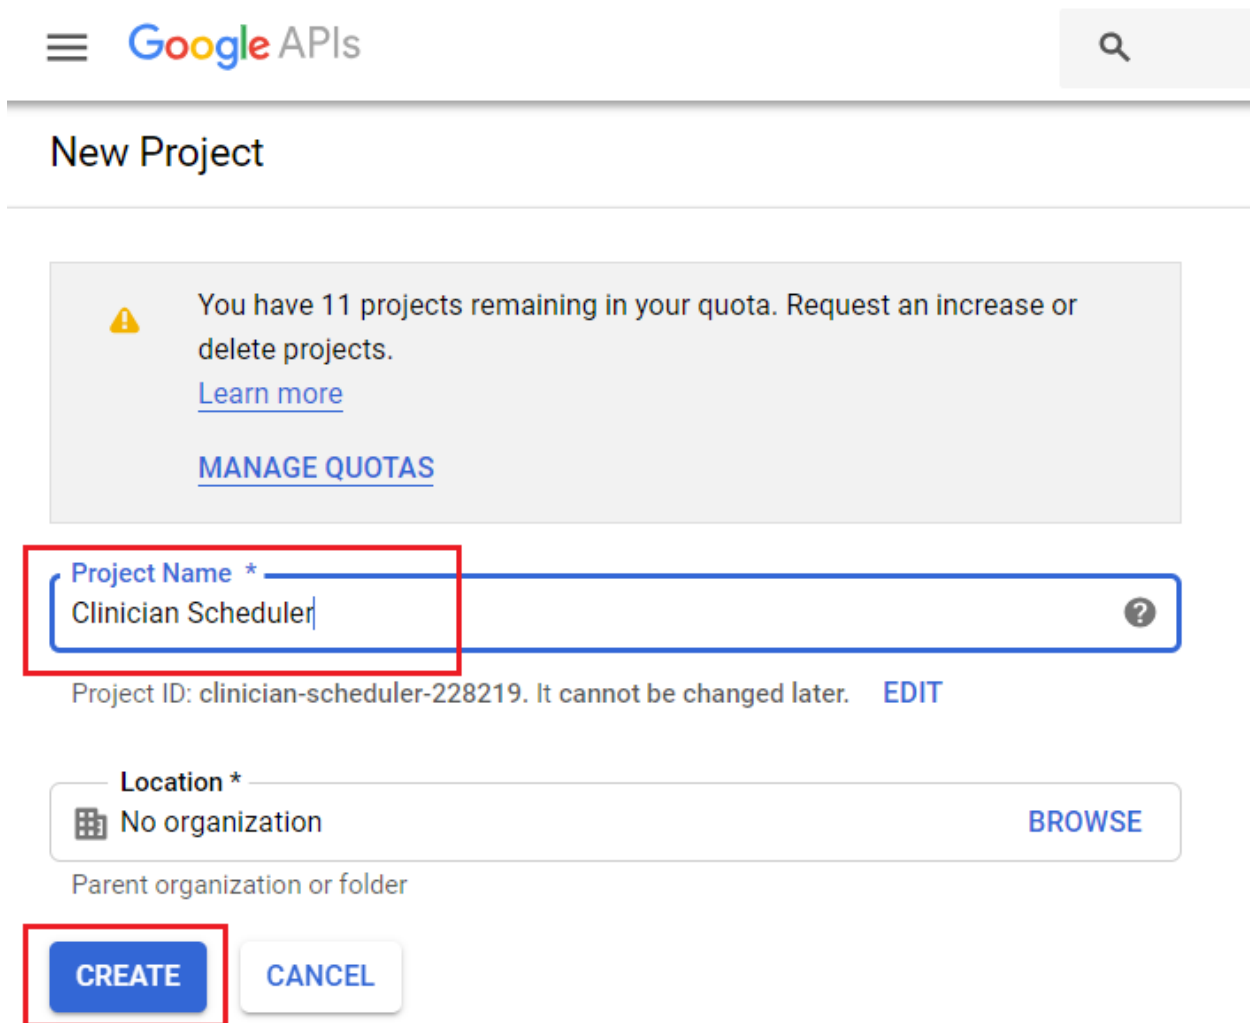 Google APIs
New Project
You have 11 projects remaining in your quota. Request an increase or
delete projects.
Learn more
MANAGE QUOTAS
Project Name *
Clinician Scheduler
Project ID: clinician-scheduler-228219. It cannot be changed later. EDIT
Location *
No organization BROWSE
Parent organization or folder
CREATE CANCEL